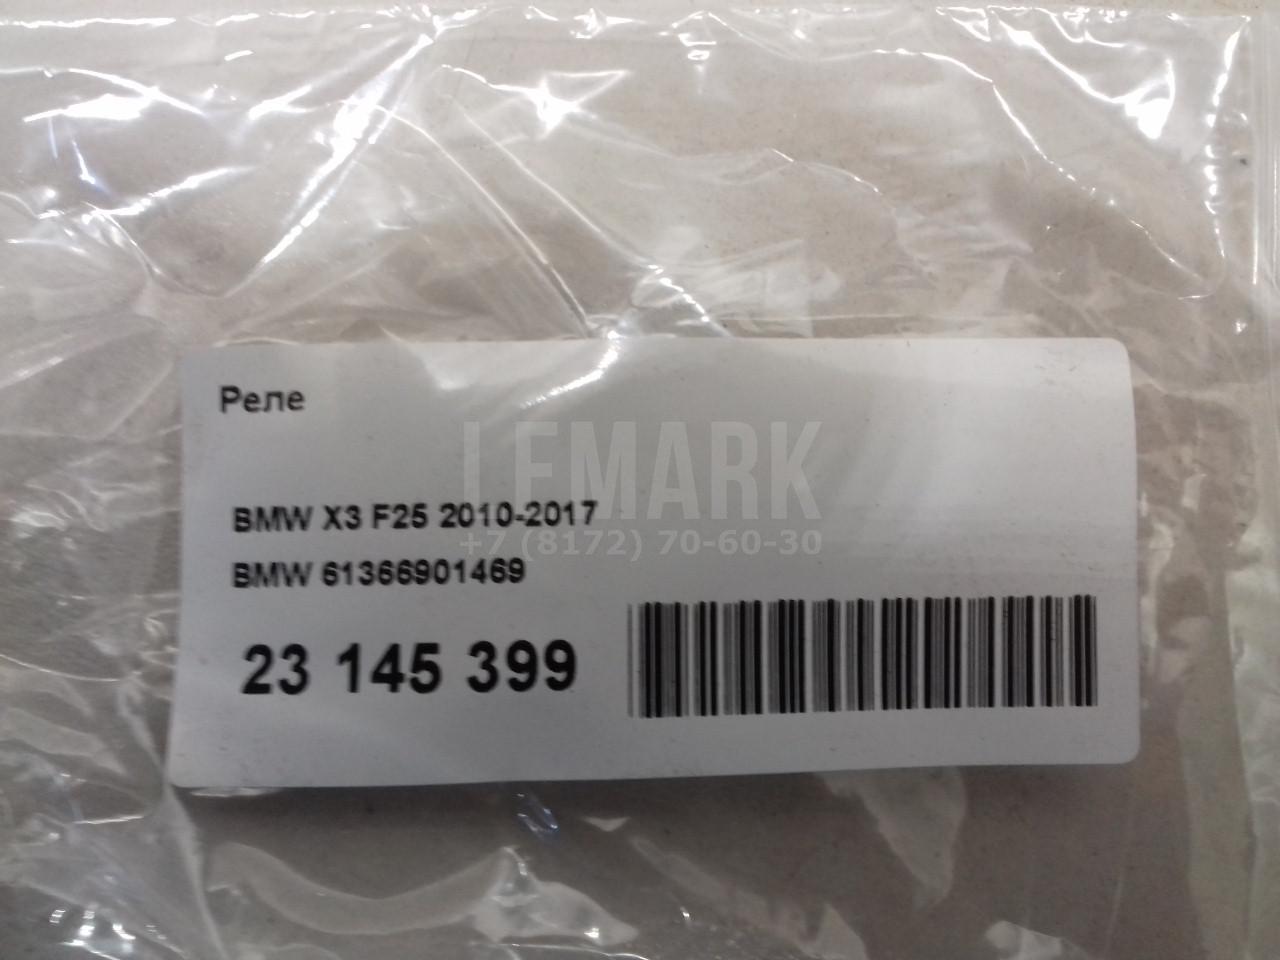 Реле
LEMARK
BMW X3 F25 2010-2017
+7 (8172) 70-60-30
BMW 61366901469
23 145 399